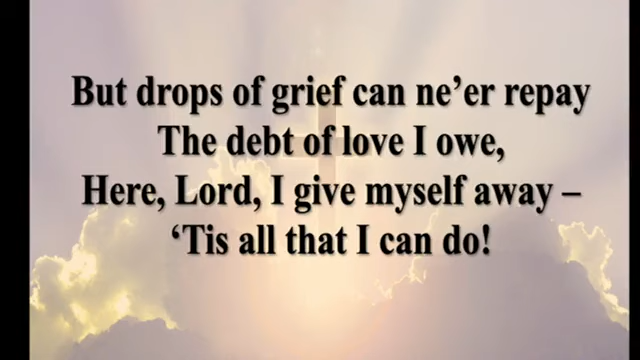 But drops of grief can ne’er repay
The debt of love I owe,
Here, Lord, I give myself away –
‘Tis all that I can do!